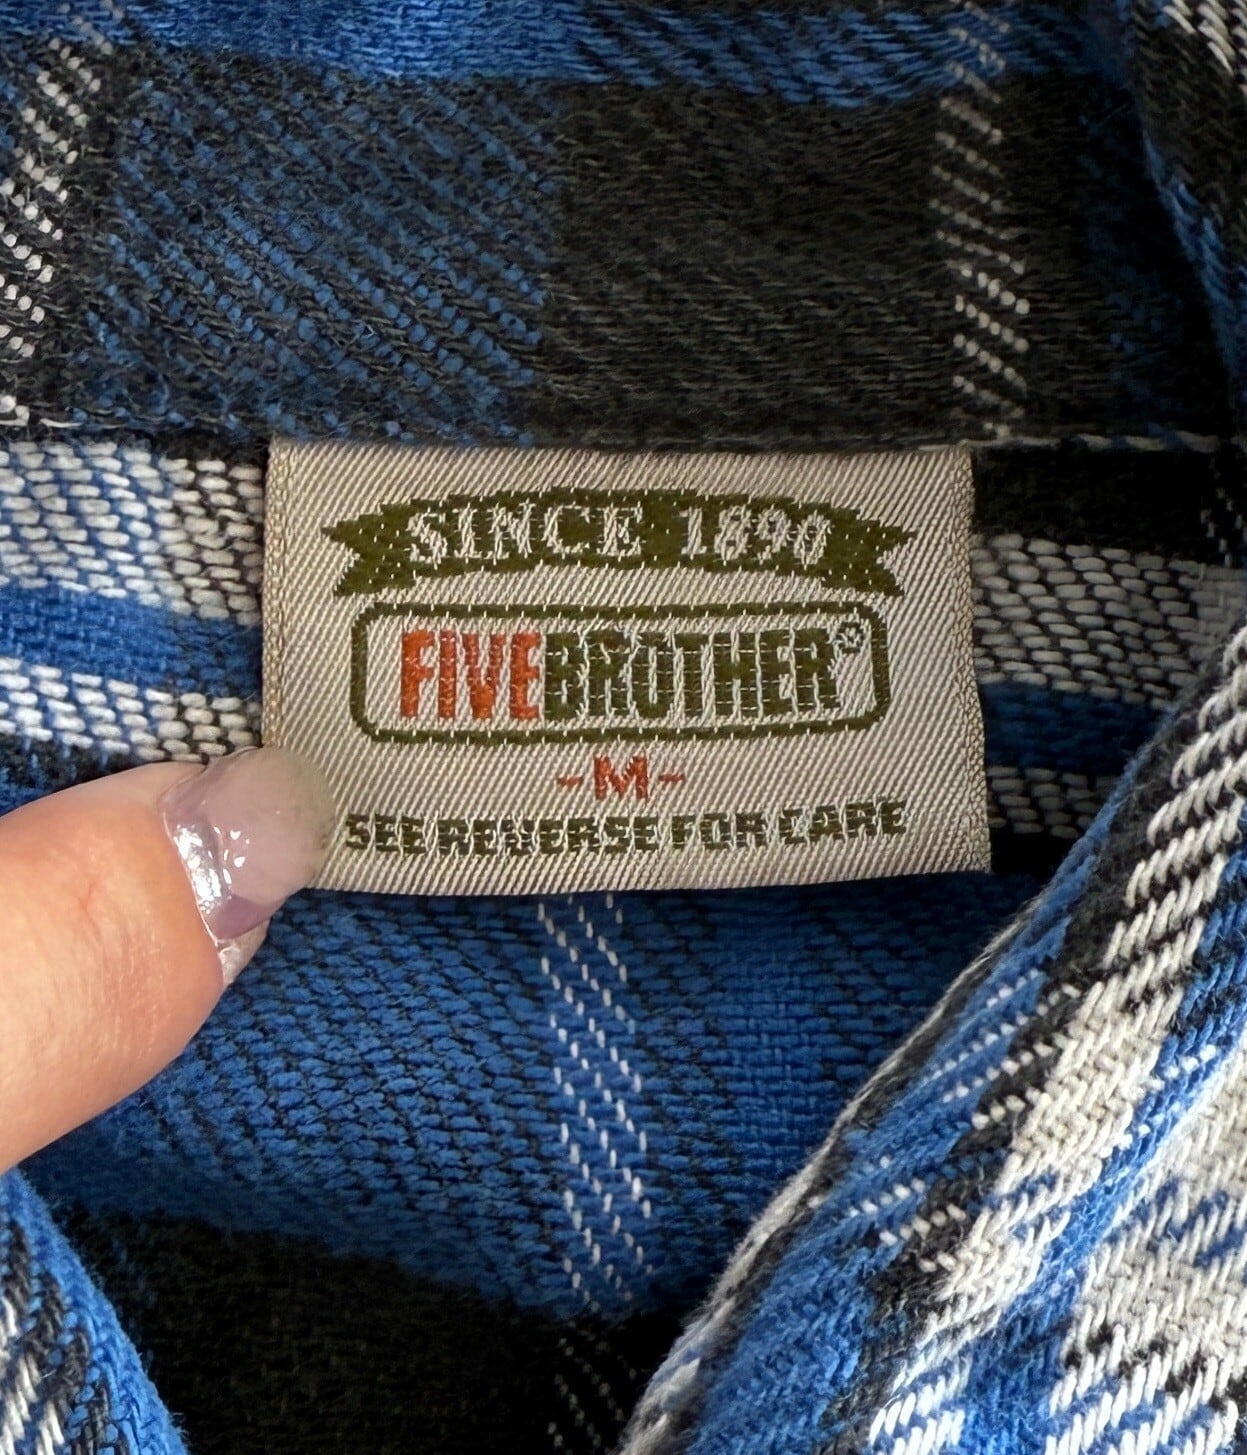 SINCE 1890
FIVEBROTHER®
-M-
SEE REVERSE FOR CARE